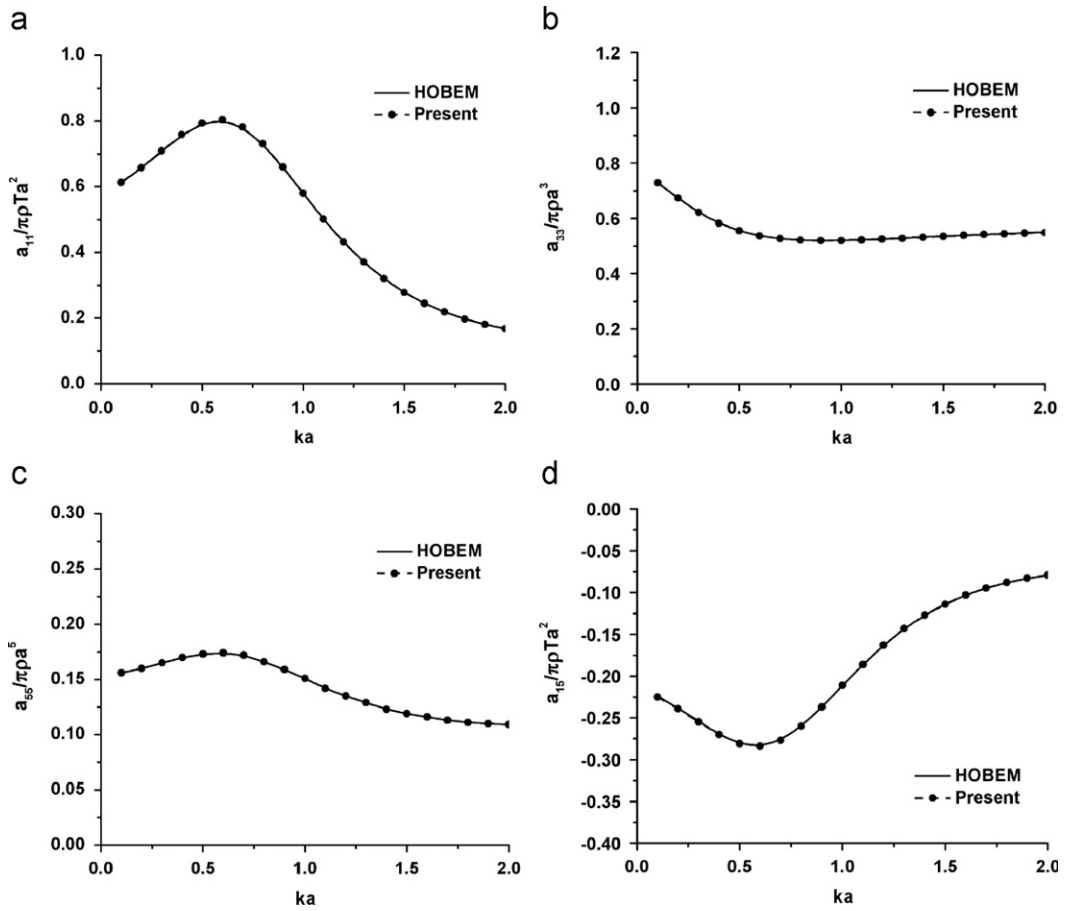 a
1.0
0.8
0.6
0.4
0.2
0.0
a₁₁/πρTa²
HOBEM
Present
0.0 0.5 1.0 1.5 2.0
ka
b
1.2
1.0
0.8
0.6
0.4
0.2
0.0
a₃₃/πρa³
HOBEM
Present
0.0 0.5 1.0 1.5 2.0
ka
c
0.30
0.25
0.20
0.15
0.10
0.05
0.00
a₅₅/πρa⁵
HOBEM
Present
0.0 0.5 1.0 1.5 2.0
ka
d
0.00
-0.05
-0.10
-0.15
-0.20
-0.25
-0.30
-0.35
-0.40
a₁₅/πρTa²
HOBEM
Present
0.0 0.5 1.0 1.5 2.0
ka